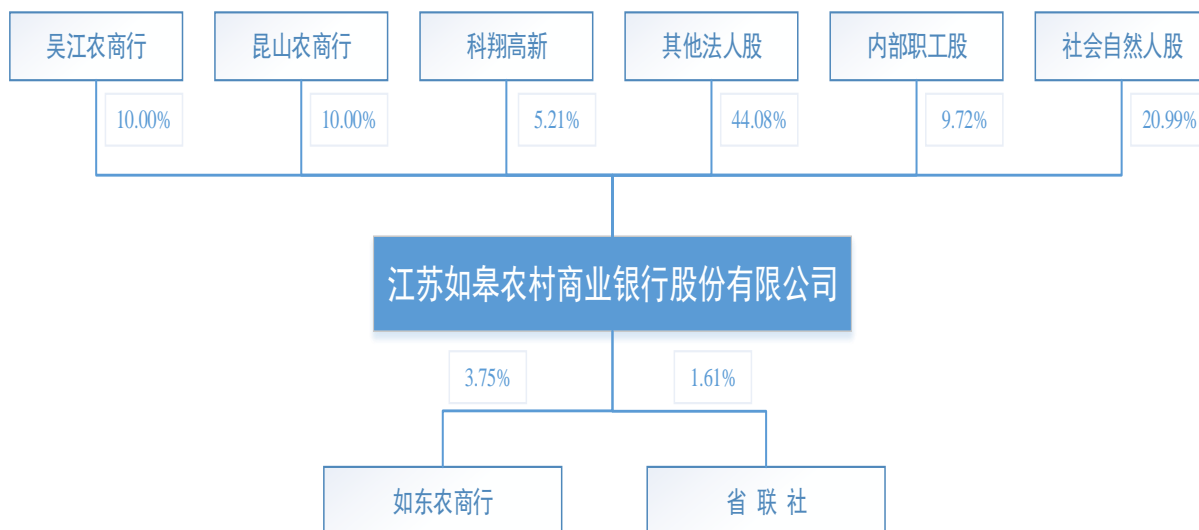 吴江农商行
昆山农商行
科翔高新
其他法人股
内部职工股
社会自然人股
10.00%
10.00%
5.21%
44.08%
9.72%
20.99%
江苏如皋农村商业银行股份有限公司
3.75%
1.61%
如东农商行
省 联 社